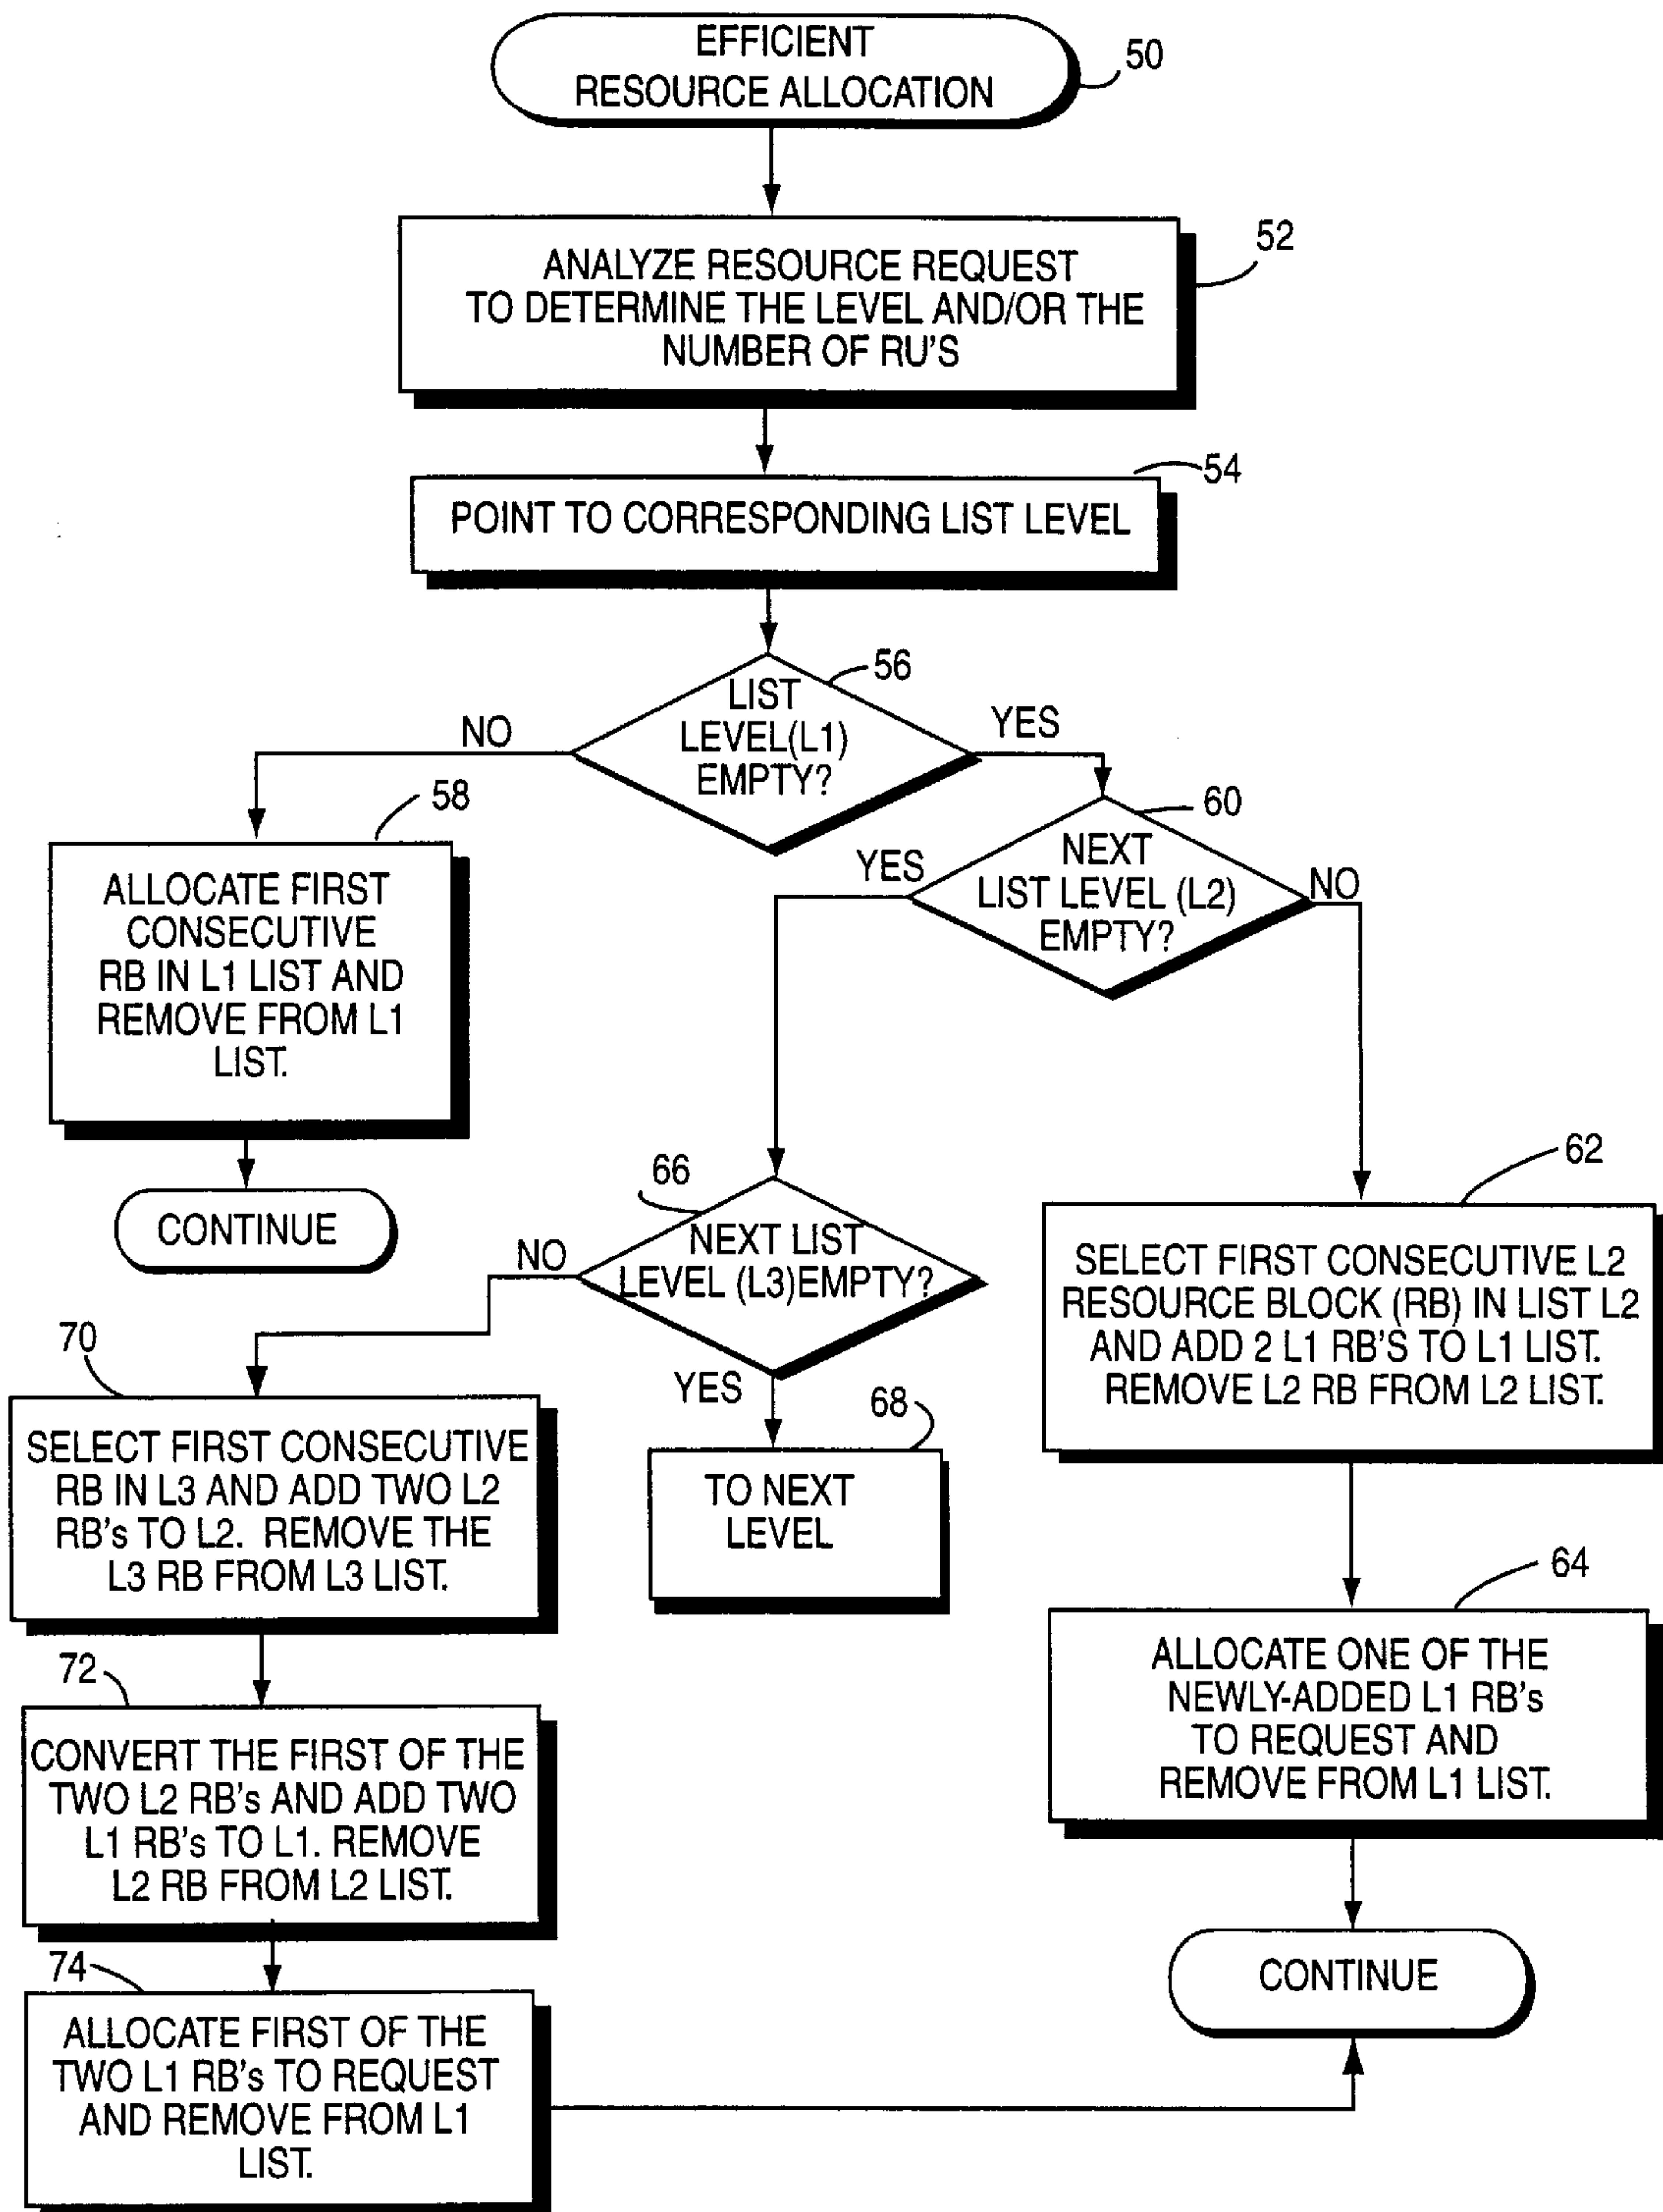 EFFICIENT
RESOURCE ALLOCATION
50
ANALYZE RESOURCE REQUEST
TO DETERMINE THE LEVEL AND/OR THE
NUMBER OF RU'S
52
54
POINT TO CORRESPONDING LIST LEVEL
56
LIST
LEVEL(L1)
EMPTY?
NO
YES
58
ALLOCATE FIRST
CONSECUTIVE
RB IN L1 LIST AND
REMOVE FROM L1
LIST.
CONTINUE
60
NEXT
LIST LEVEL (L2)
EMPTY?
YES
NO
62
SELECT FIRST CONSECUTIVE L2
RESOURCE BLOCK (RB) IN LIST L2
AND ADD 2 L1 RB'S TO L1 LIST.
REMOVE L2 RB FROM L2 LIST.
64
ALLOCATE ONE OF THE
NEWLY-ADDED L1 RB's
TO REQUEST AND
REMOVE FROM L1 LIST.
CONTINUE
66
NEXT LIST
LEVEL (L3)EMPTY?
NO
YES
68
TO NEXT
LEVEL
70
SELECT FIRST CONSECUTIVE
RB IN L3 AND ADD TWO L2
RB's TO L2. REMOVE THE
L3 RB FROM L3 LIST.
72
CONVERT THE FIRST OF THE
TWO L2 RB's AND ADD TWO
L1 RB's TO L1. REMOVE
L2 RB FROM L2 LIST.
74
ALLOCATE FIRST OF THE
TWO L1 RB's TO REQUEST
AND REMOVE FROM L1
LIST.